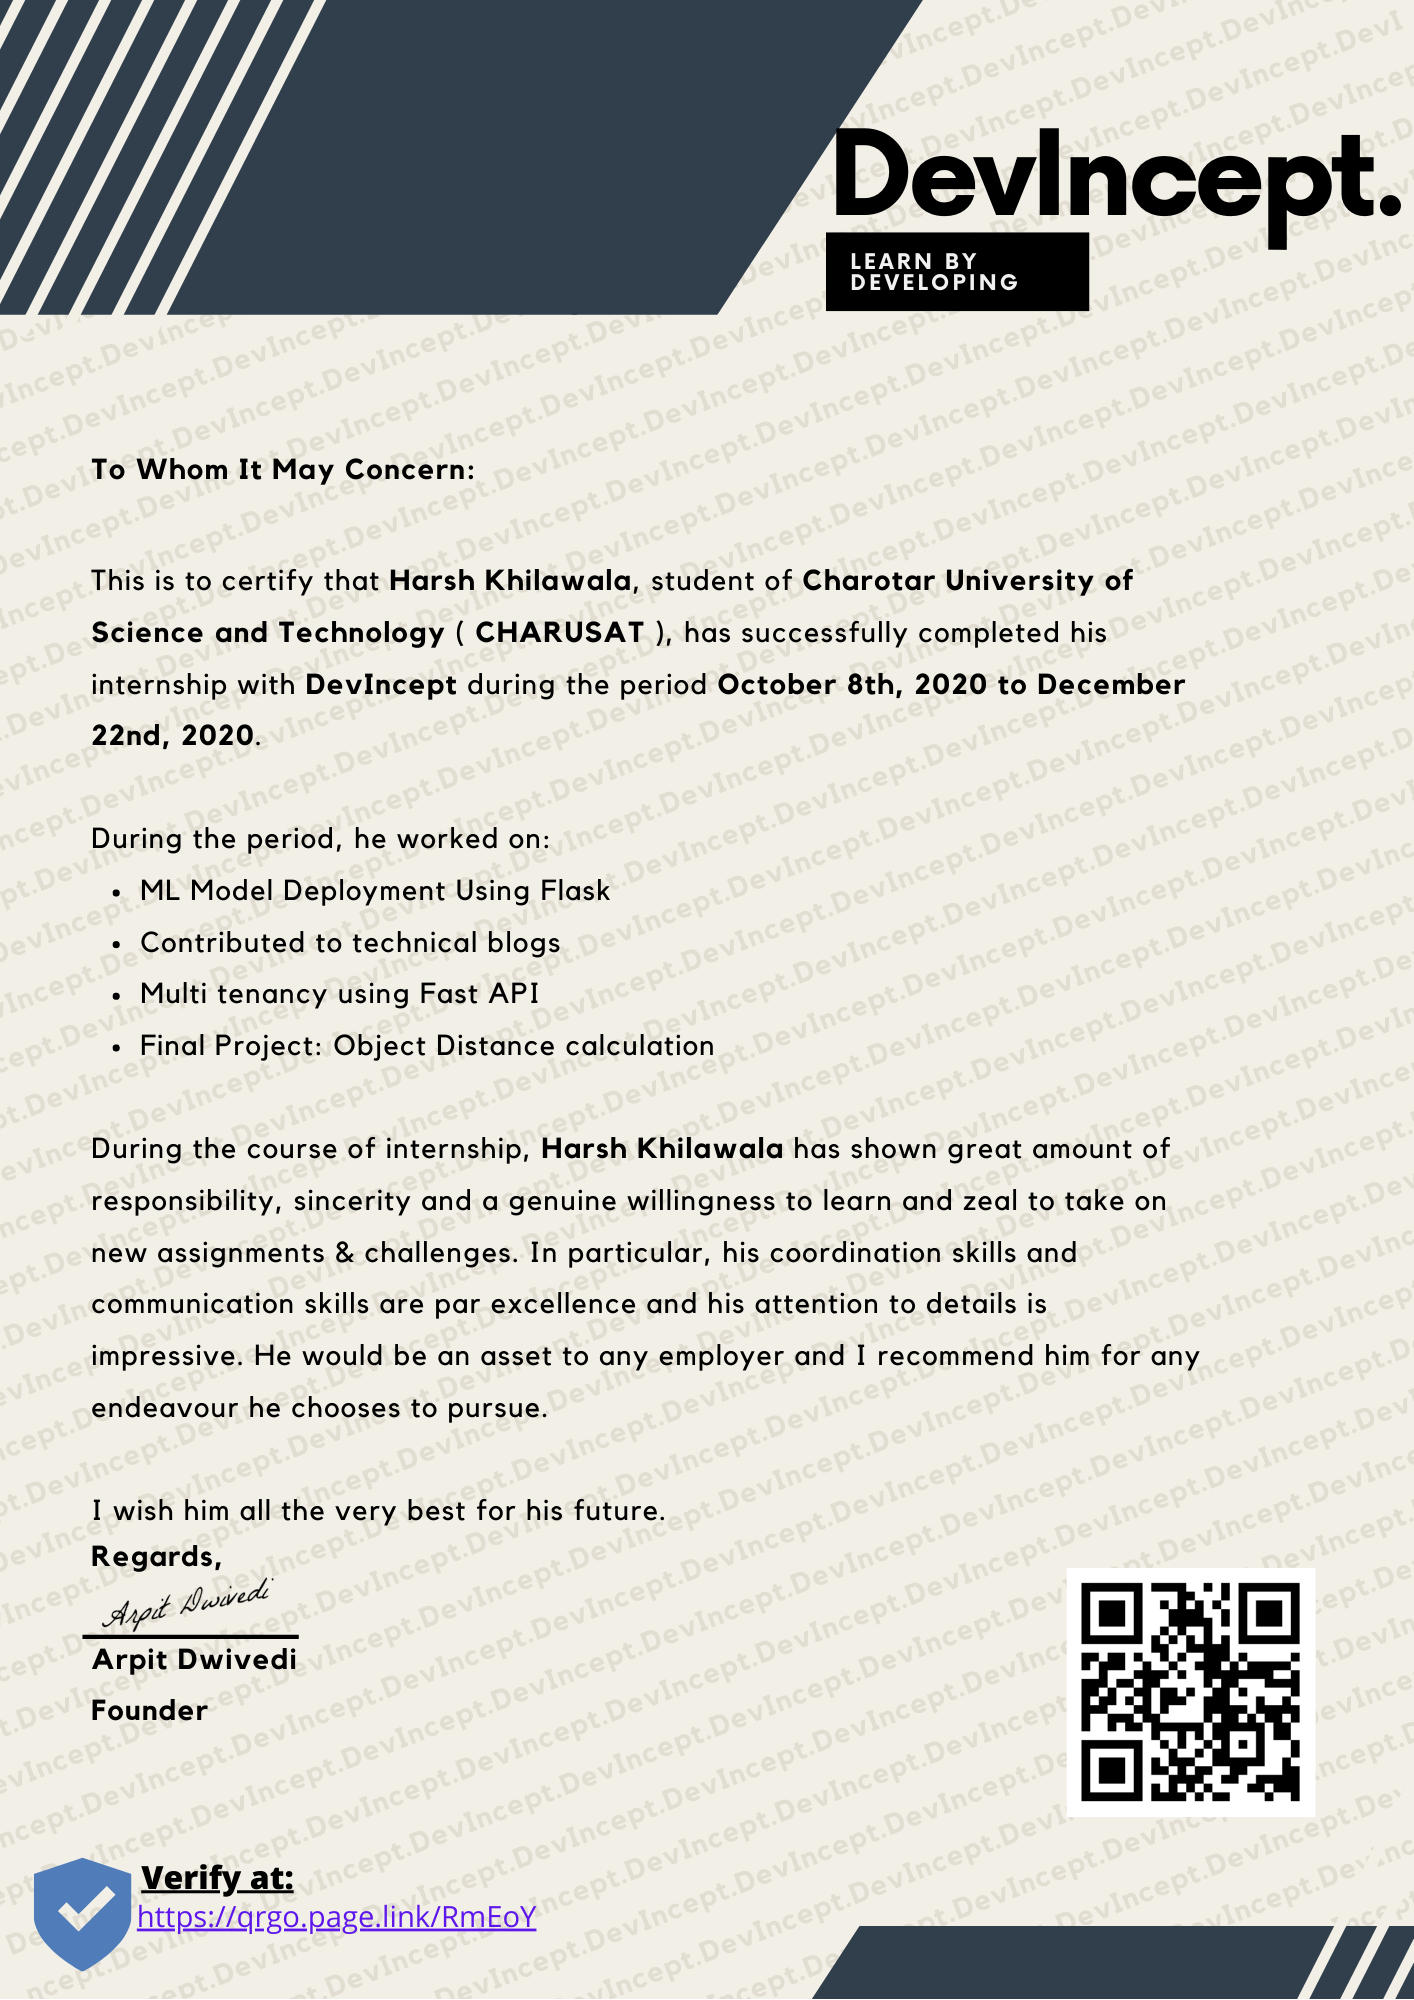 DevIncept.
LEARN BY
DEVELOPING
To Whom It May Concern:
This is to certify that Harsh Khilawala, student of Charotar University of
Science and Technology ( CHARUSAT ), has successfully completed his
internship with DevIncept during the period October 8th, 2020 to December
22nd, 2020.
During the period, he worked on:
• ML Model Deployment Using Flask
• Contributed to technical blogs
• Multi tenancy using Fast API
• Final Project: Object Distance calculation
During the course of internship, Harsh Khilawala has shown great amount of
responsibility, sincerity and a genuine willingness to learn and zeal to take on
new assignments & challenges. In particular, his coordination skills and
communication skills are par excellence and his attention to details is
impressive. He would be an asset to any employer and I recommend him for any
endeavour he chooses to pursue.
I wish him all the very best for his future.
Regards,
Arpit Dwivedi
Arpit Dwivedi
Founder
Verify at:
https://qrgo.page.link/RmEoY